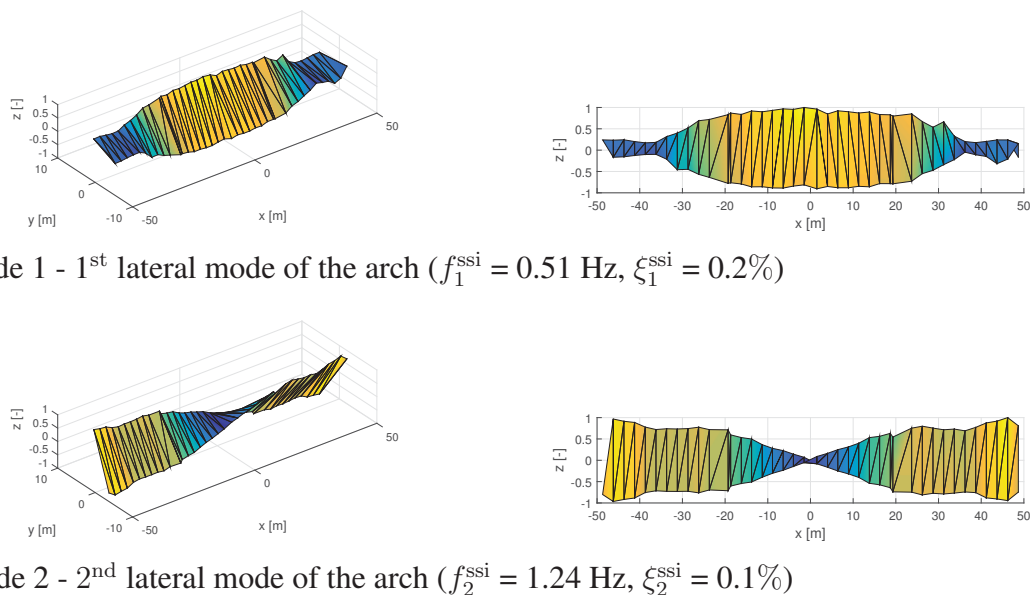 z [-]
1
0.5
0
-0.5
-1
10
0
-10
y [m]
-50
0
50
x [m]
z [-]
1
0.5
0
-0.5
-1
-50 -40 -30 -20 -10 0 10 20 30 40 50
x [m]
de 1 - 1st lateral mode of the arch (f₁ˢˢⁱ = 0.51 Hz, ξ₁ˢˢⁱ = 0.2%)
z [-]
1
0.5
0
-0.5
-1
10
0
-10
y [m]
-50
0
50
x [m]
z [-]
1
0.5
0
-0.5
-1
-50 -40 -30 -20 -10 0 10 20 30 40 50
x [m]
de 2 - 2nd lateral mode of the arch (f₂ˢˢⁱ = 1.24 Hz, ξ₂ˢˢⁱ = 0.1%)